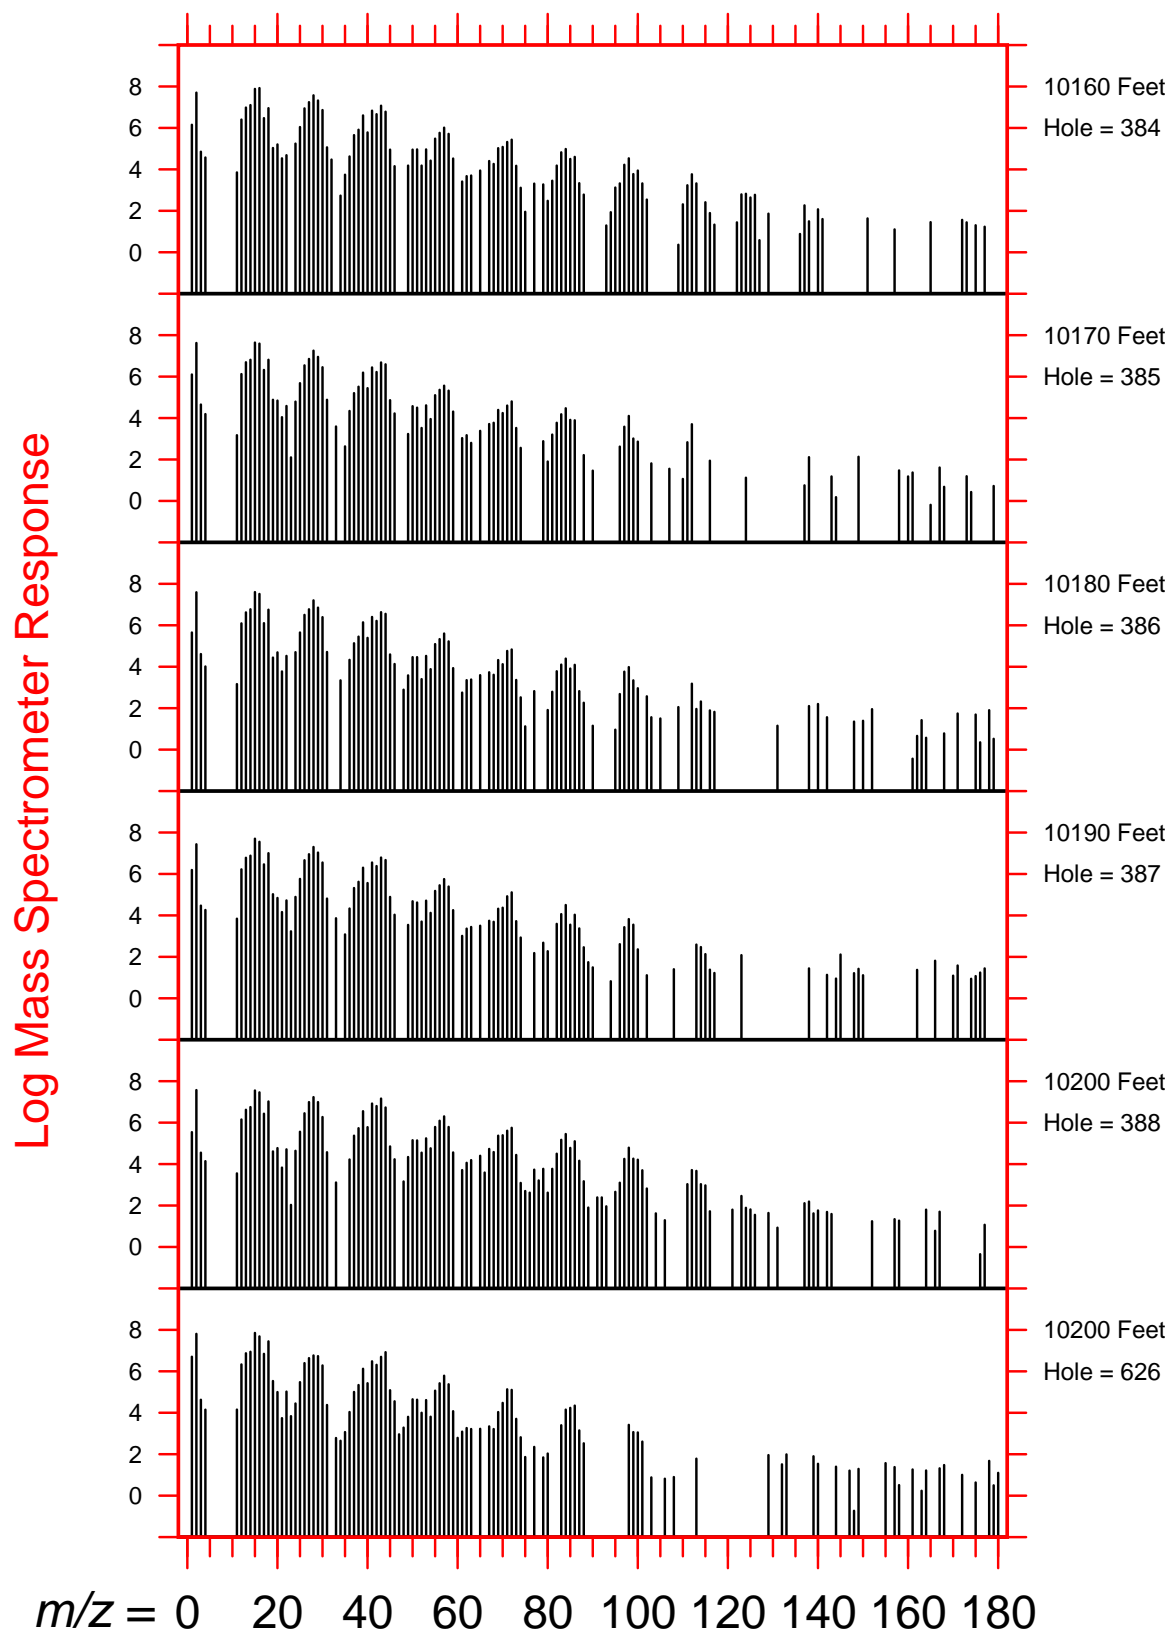 Log Mass Spectrometer Response
8
6
4
2
0
10160 Feet
Hole = 384
8
6
4
2
0
10170 Feet
Hole = 385
8
6
4
2
0
10180 Feet
Hole = 386
8
6
4
2
0
10190 Feet
Hole = 387
8
6
4
2
0
10200 Feet
Hole = 388
8
6
4
2
0
10200 Feet
Hole = 626
m/z = 0 20 40 60 80 100 120 140 160 180